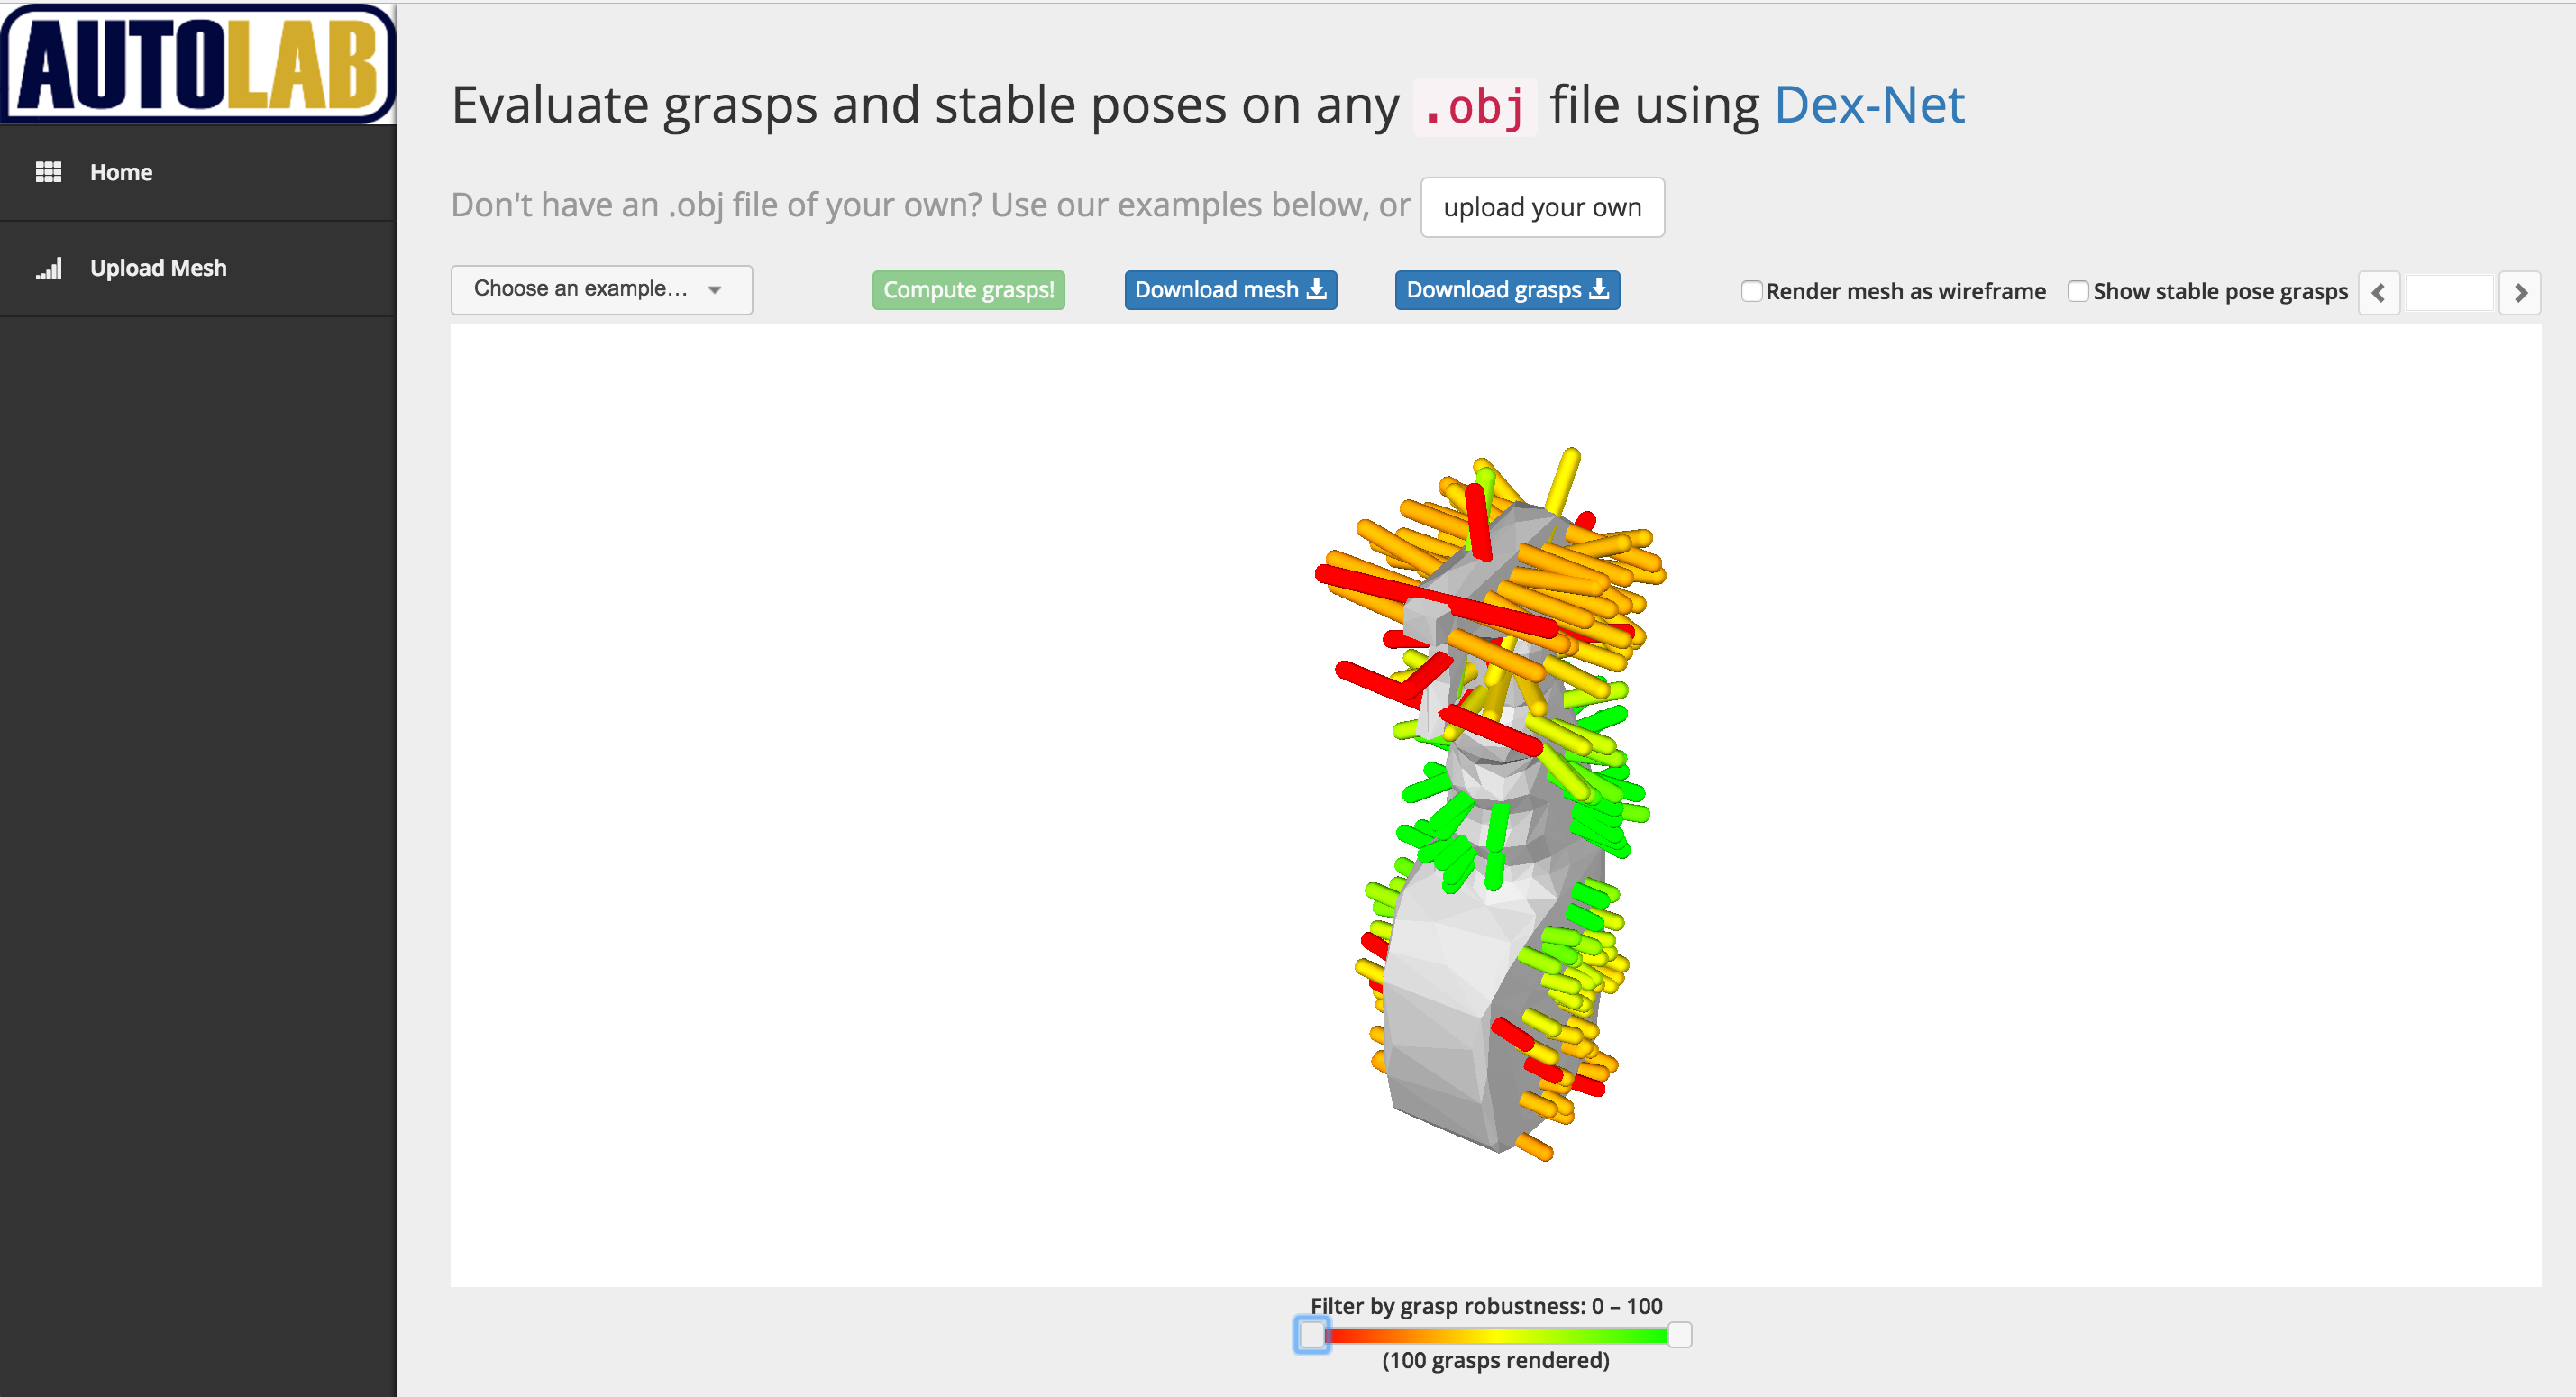 AUTOLAB
Home
Upload Mesh
Evaluate grasps and stable poses on any .obj file using Dex-Net
Don't have an .obj file of your own? Use our examples below, or upload your own
Choose an example... Compute grasps! Download mesh Download grasps Render mesh as wireframe Show stable pose grasps
Filter by grasp robustness: 0 – 100
(100 grasps rendered)